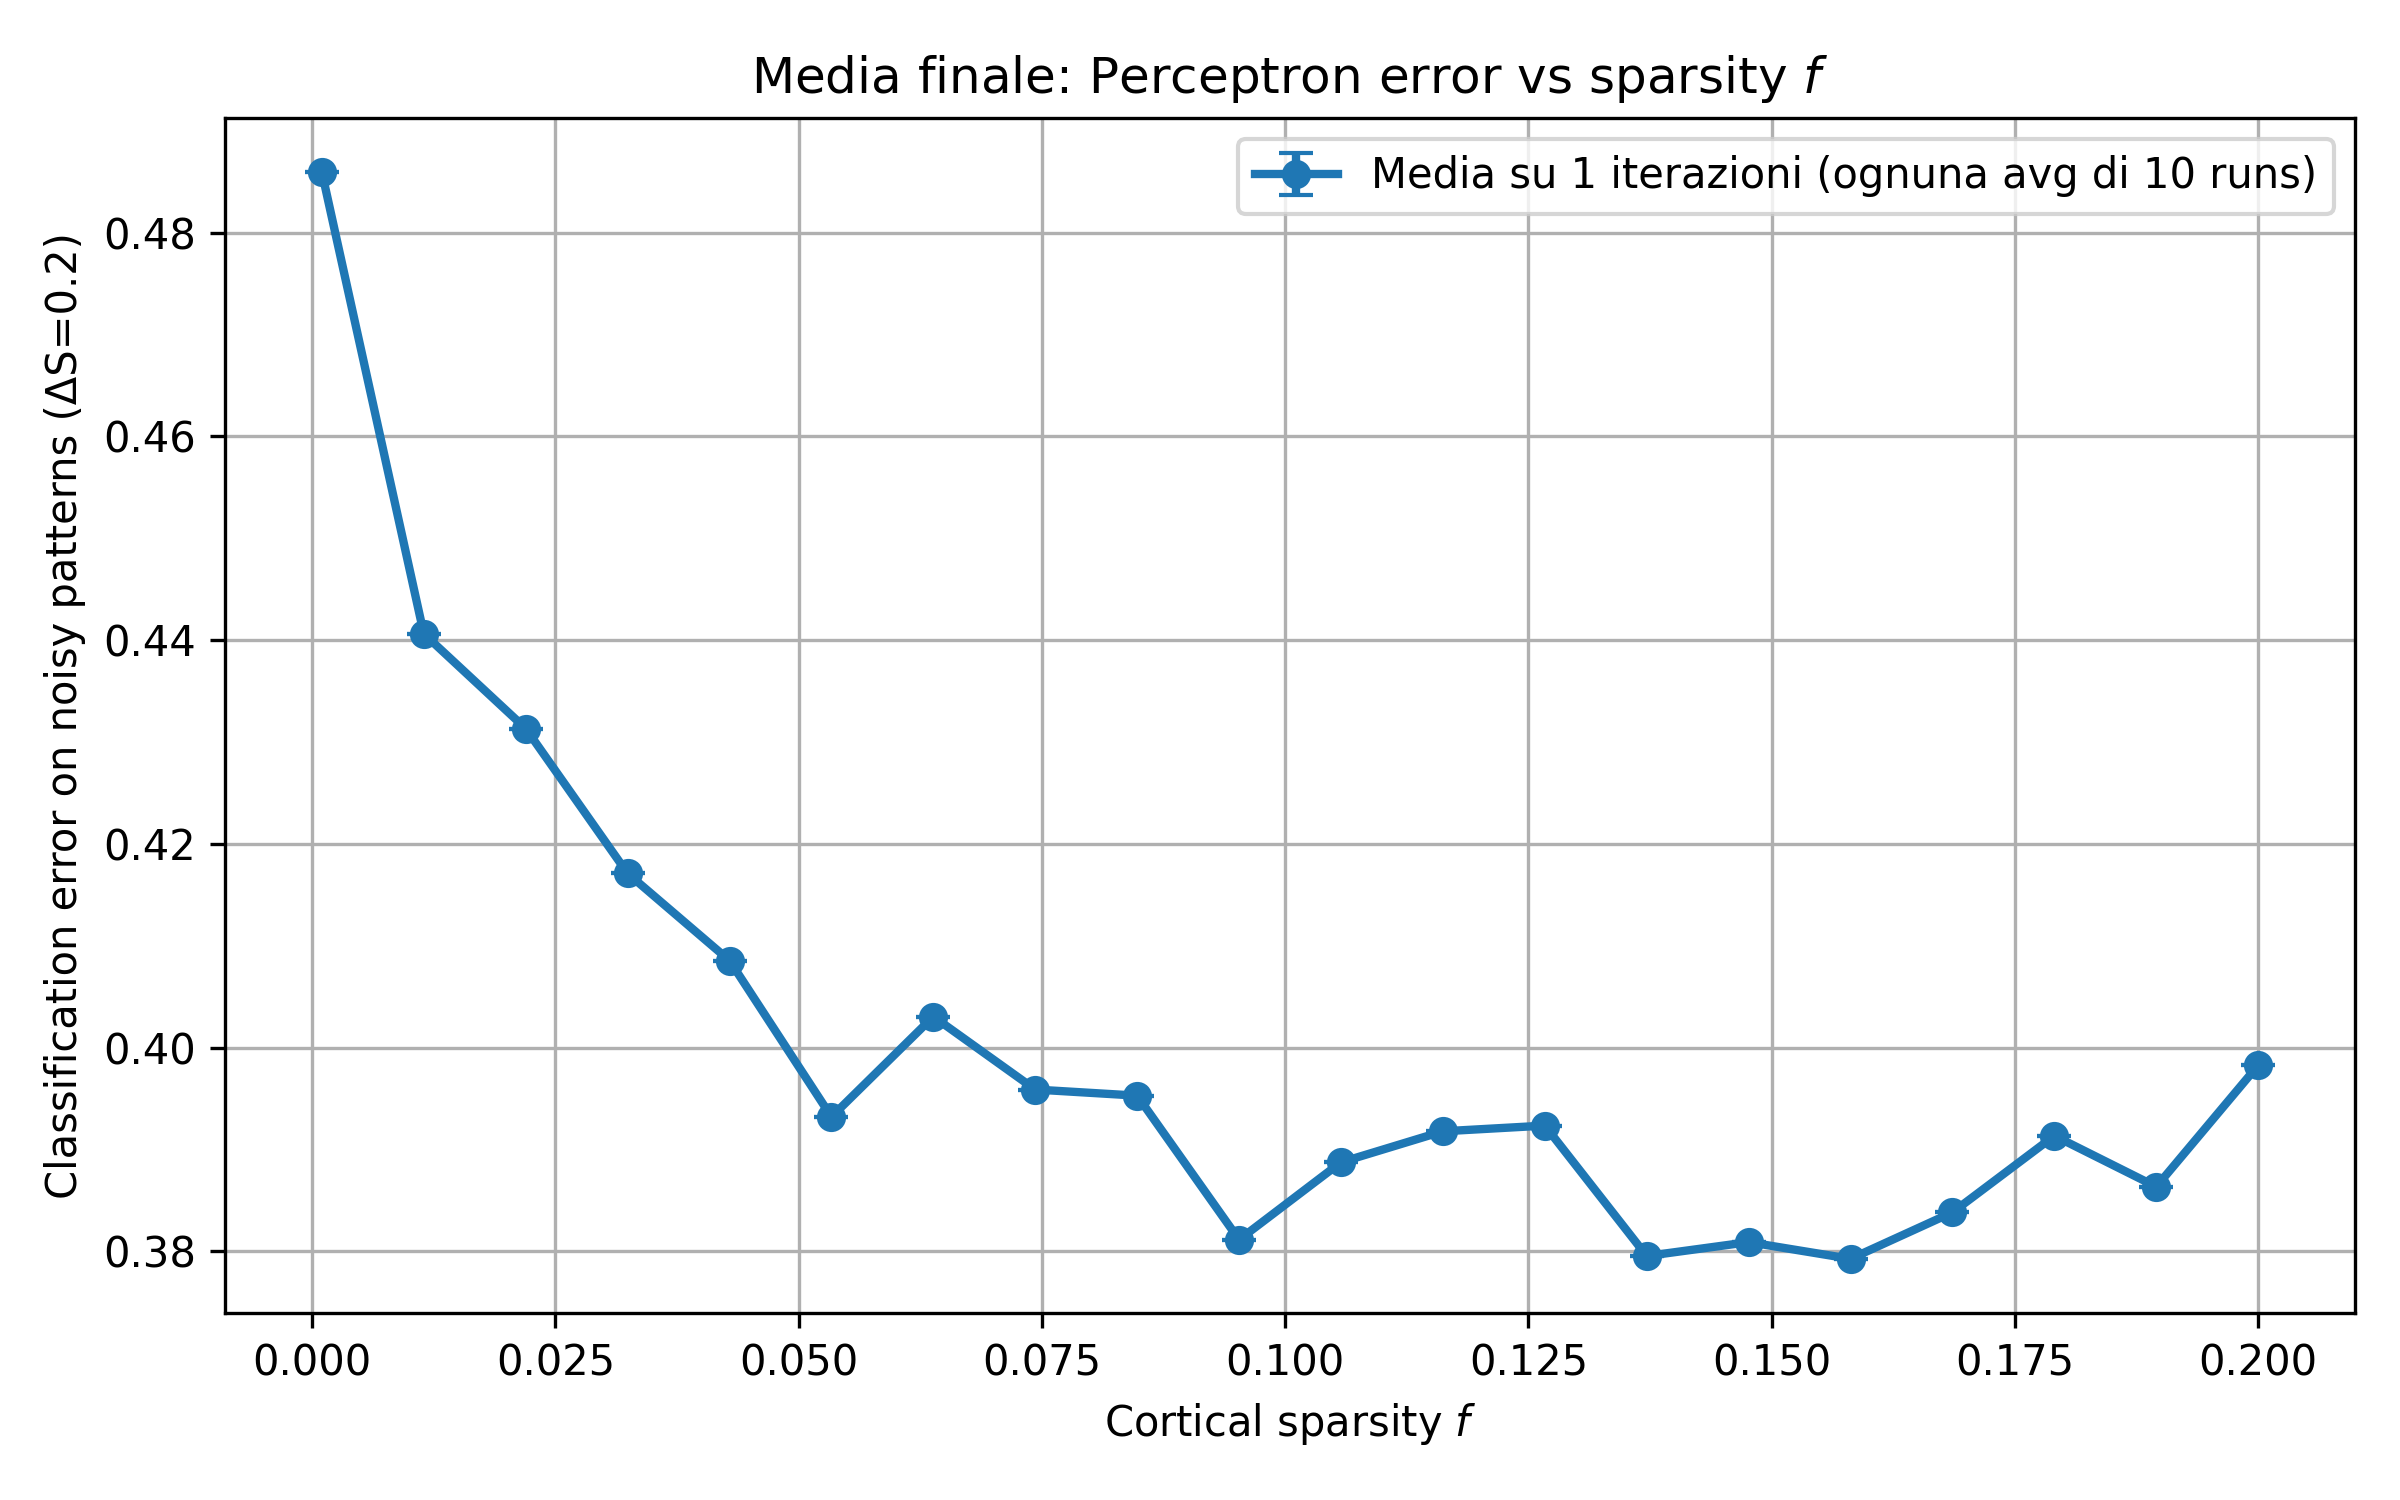 Media finale: Perceptron error vs sparsity f
Media su 1 iterazioni (ognuna avg di 10 runs)
Classification error on noisy patterns (ΔS=0.2)
0.48
0.46
0.44
0.42
0.40
0.38
0.000 0.025 0.050 0.075 0.100 0.125 0.150 0.175 0.200
Cortical sparsity f